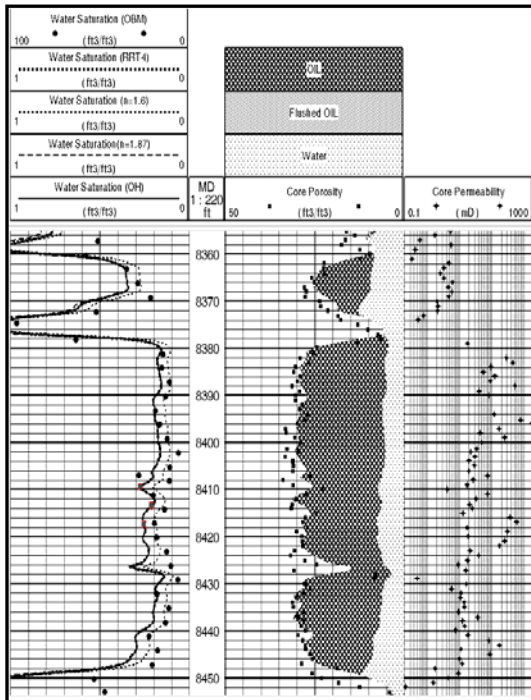 Water Saturation (OBM)
100 (ft3/ft3) 0
Water Saturation (RRT-4)
1 (ft3/ft3) 0
Water Saturation (n=1.6)
1 (ft3/ft3) 0
Water Saturation(n=1.87)
1 (ft3/ft3) 0
Water Saturation (OH)
1 (ft3/ft3) 0
MD
1 : 220
ft
OIL
Flushed OIL
Water
Core Porosity
50 (ft3/ft3) 0
Core Permeability
0.1 (mD) 1000
8360
8370
8380
8390
8400
8410
8420
8430
8440
8450